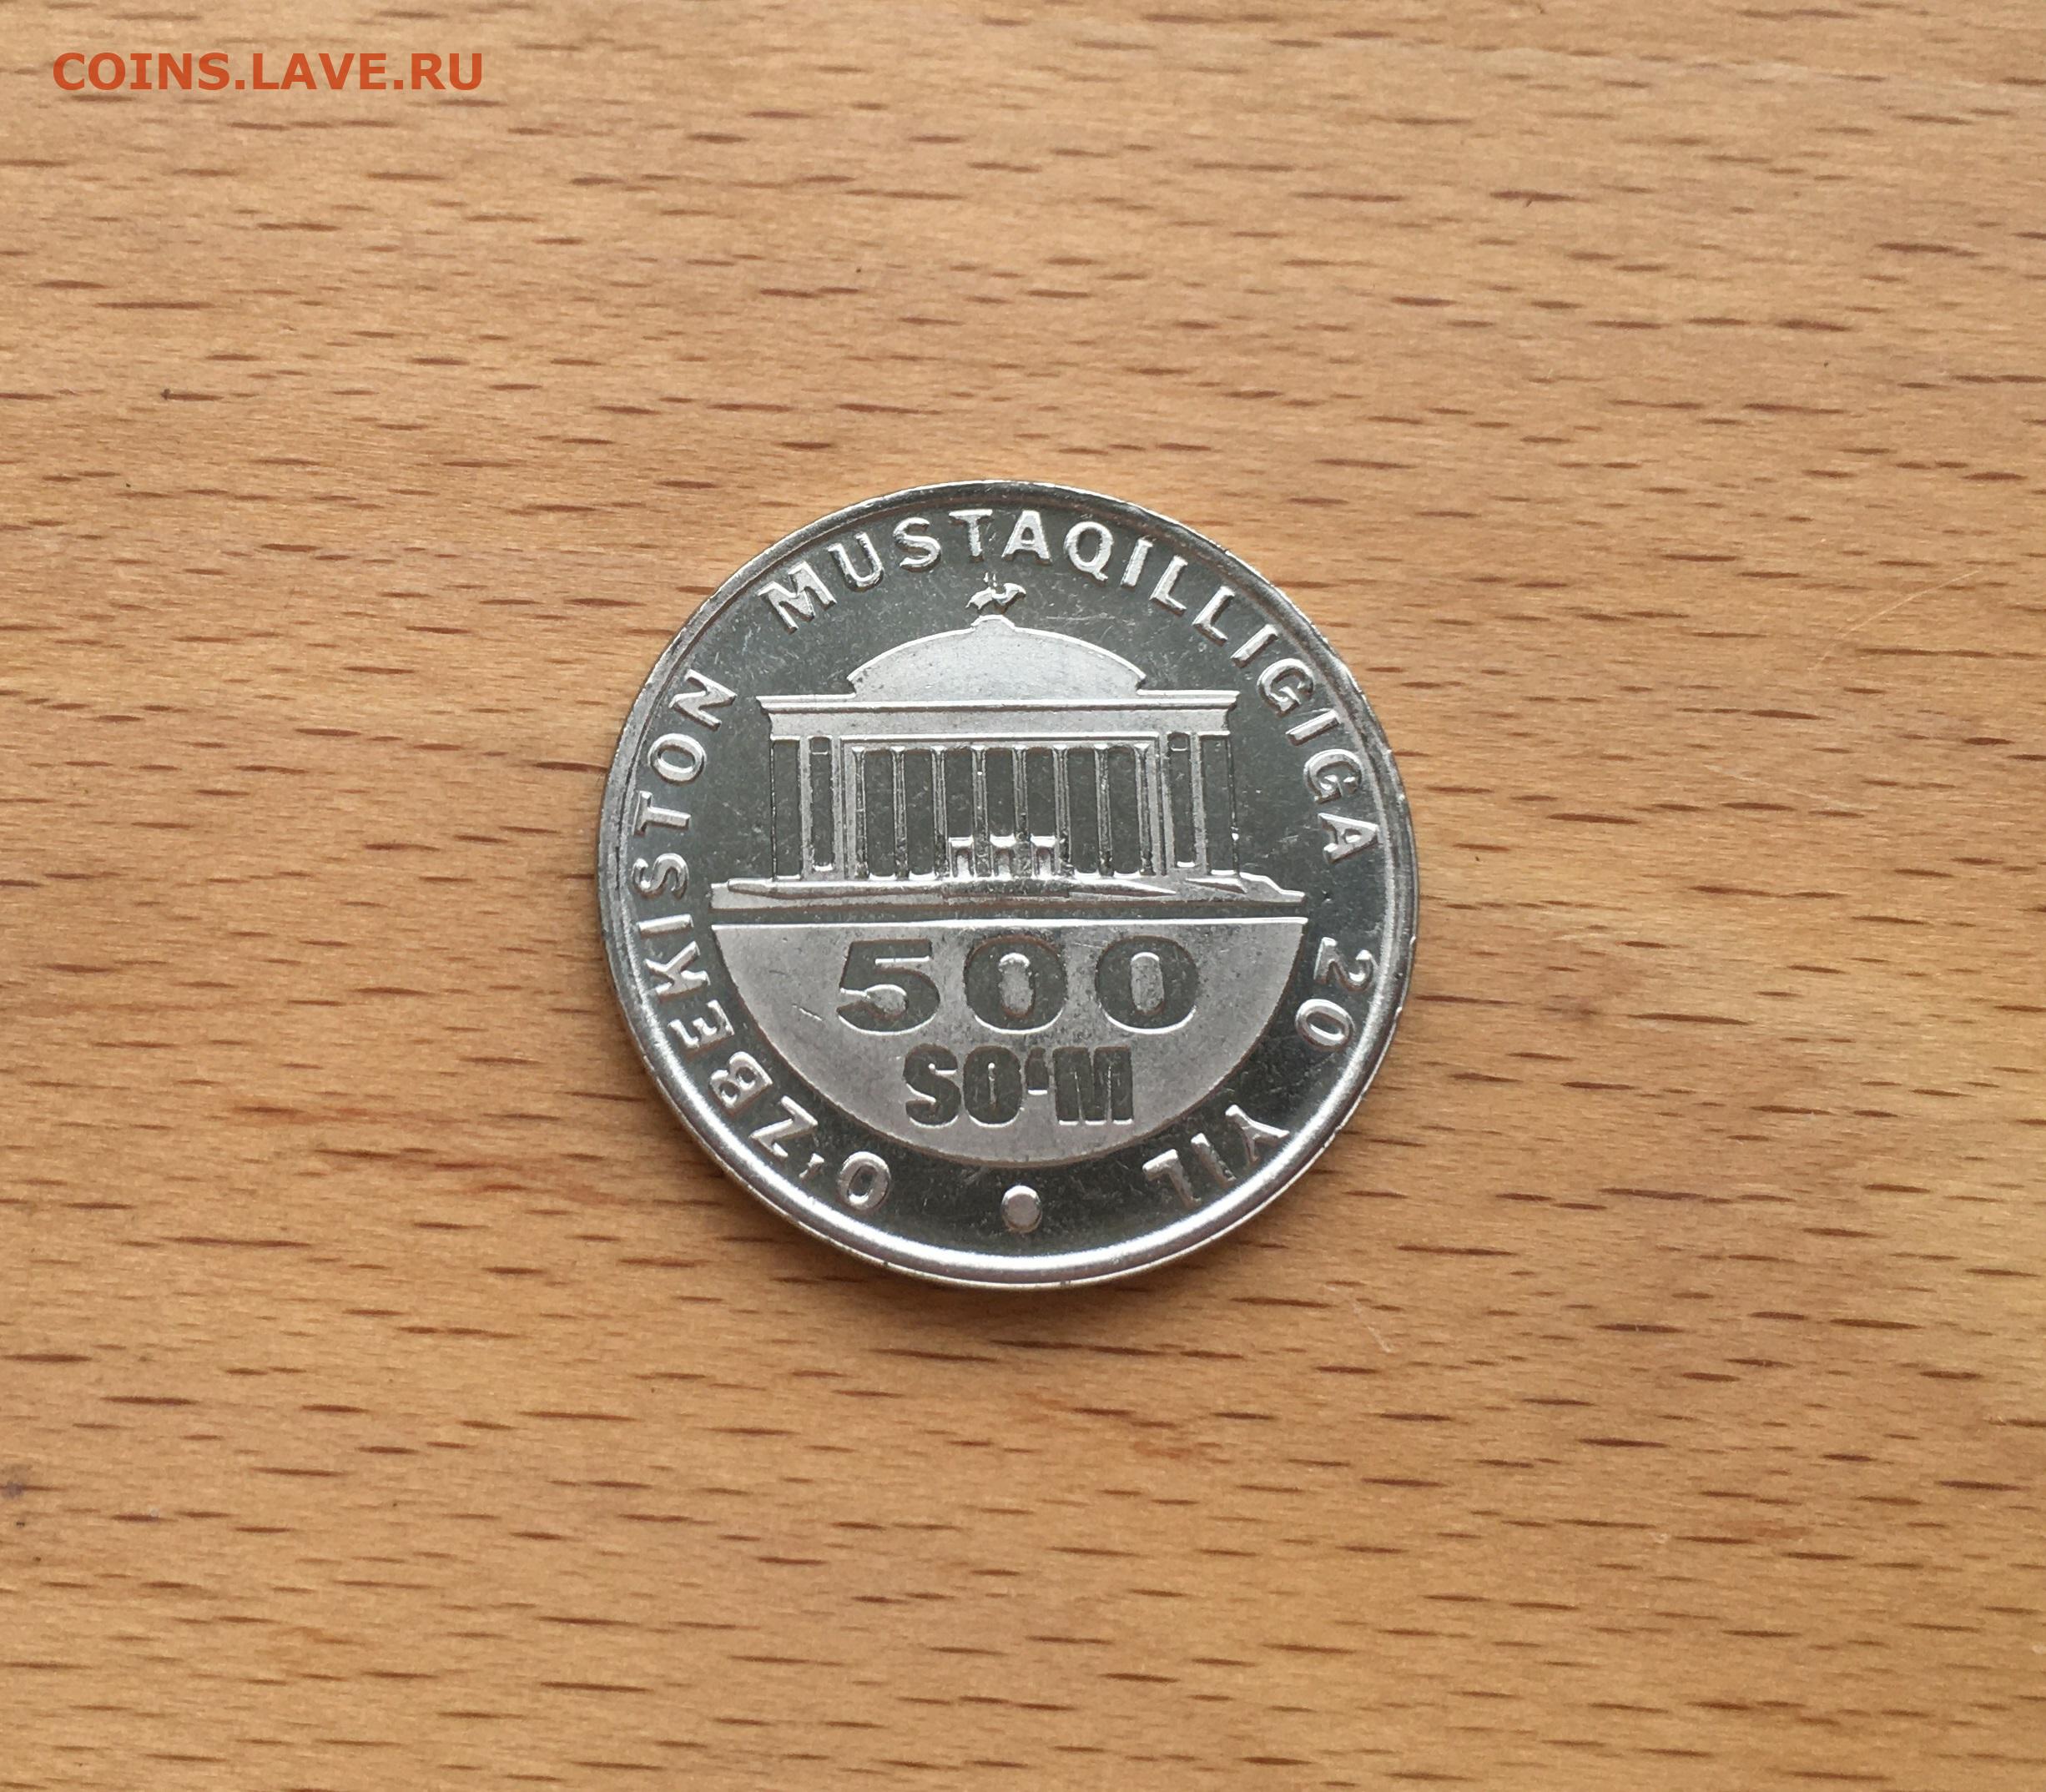 COINS.LAVE.RU
O'ZBEKISTON MUSTAQILLIGIGA 20 YIL
500
SO‘M